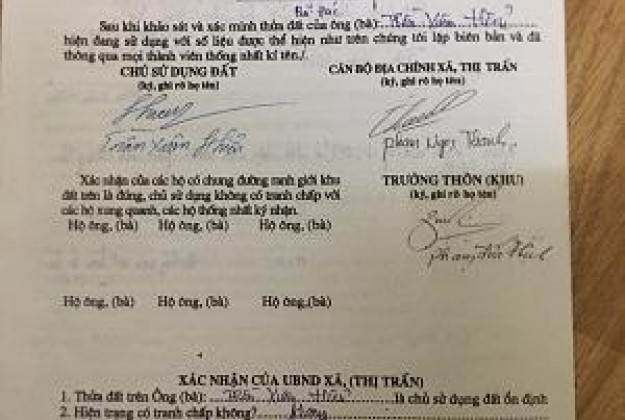 Sau khi khảo sát và xác minh thửa đất của ông (bà): Trần Xuân
hiện đang sử dụng với số liệu được thể hiện như trên chúng tôi lập biên bản và đã
thông qua mọi thành viên thống nhất kí tên./.
CHỦ SỬ DỤNG ĐẤT
(ký, ghi rõ họ tên)
Trần Xuân
CÁN BỘ ĐỊA CHÍNH XÃ, THỊ TRẤN
(ký, ghi rõ họ tên)
Phạm Ngọc
Xác nhận của các hộ có chung đường ranh giới khu
đất trên là đúng, chủ sử dụng không có tranh chấp với
các hộ xung quanh, các hộ thống nhất ký nhận.
Hộ ông, (bà) Hộ ông, (bà) Hộ ông, (bà)
TRƯỞNG THÔN (KHU)
(ký, ghi rõ họ tên)
Hộ ông, (bà) Hộ ông, (bà) Hộ ông,(bà)
XÁC NHẬN CỦA UBND XÃ, (THỊ TRẤN)
1. Thửa đất trên Ông (bà): Trần Xuân là chủ sử dụng đất ổn định
2. Hiện trạng có tranh chấp không? không